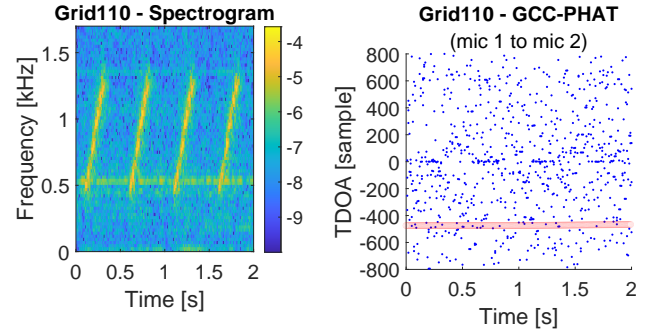 Grid110 - Spectrogram
Frequency [kHz]
1.5
1
0.5
0
0 0.5 1 1.5 2
Time [s]
-4
-5
-6
-7
-8
-9
Grid110 - GCC-PHAT
(mic 1 to mic 2)
TDOA [sample]
800
600
400
200
0
-200
-400
-600
-800
0 0.5 1 1.5 2
Time [s]